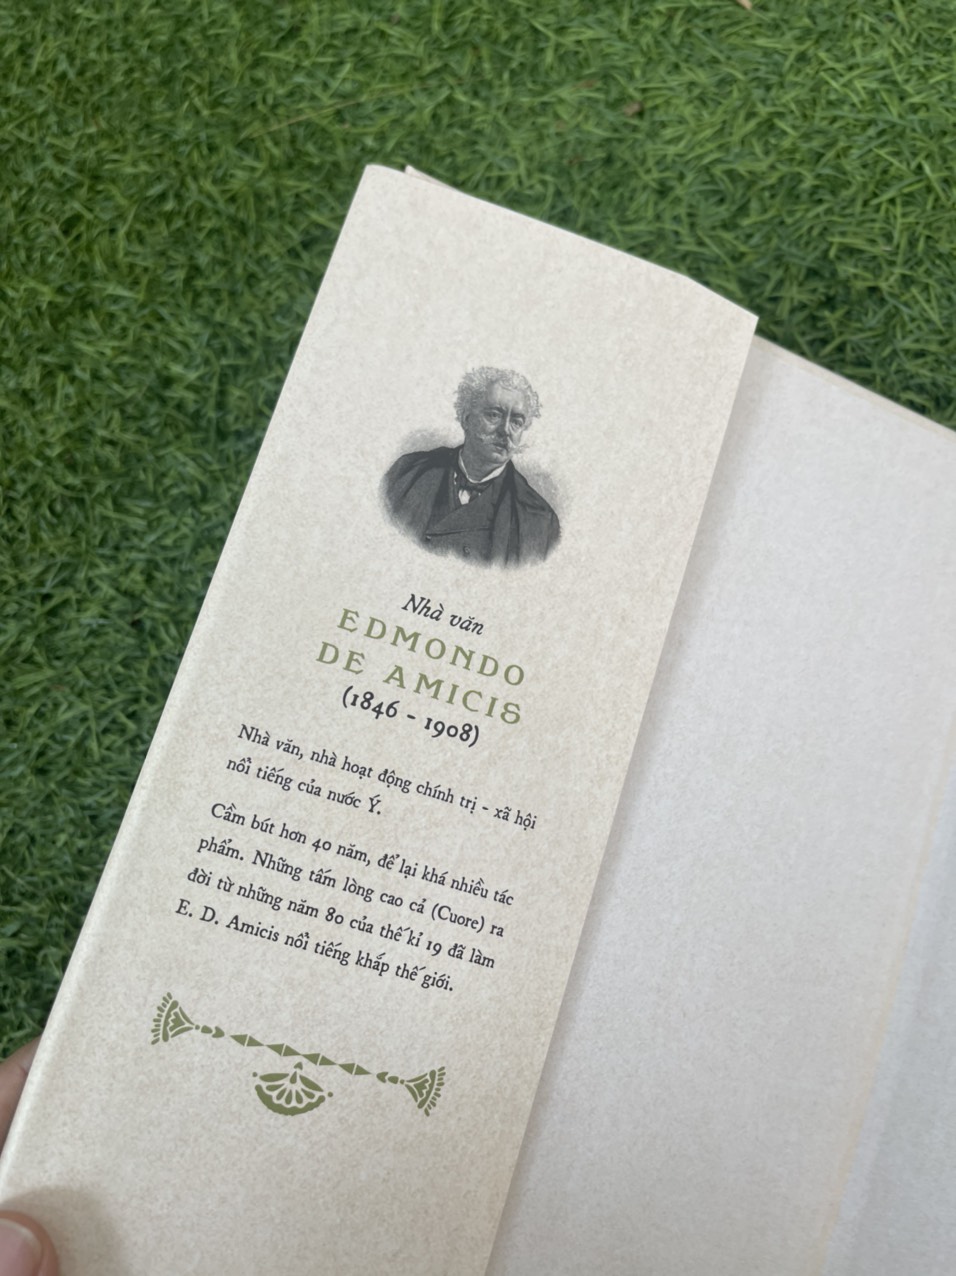 Nhà văn
EDMONDO
DE AMICIS
(1846 - 1908)
Nhà văn, nhà hoạt động chính trị - xã hội
nổi tiếng của nước Ý.
Cầm bút hơn 40 năm, để lại khá nhiều tác
phẩm. Những tấm lòng cao cả (Cuore) ra
đời từ những năm 80 của thế kỉ 19 đã làm
E. D. Amicis nổi tiếng khắp thế giới.